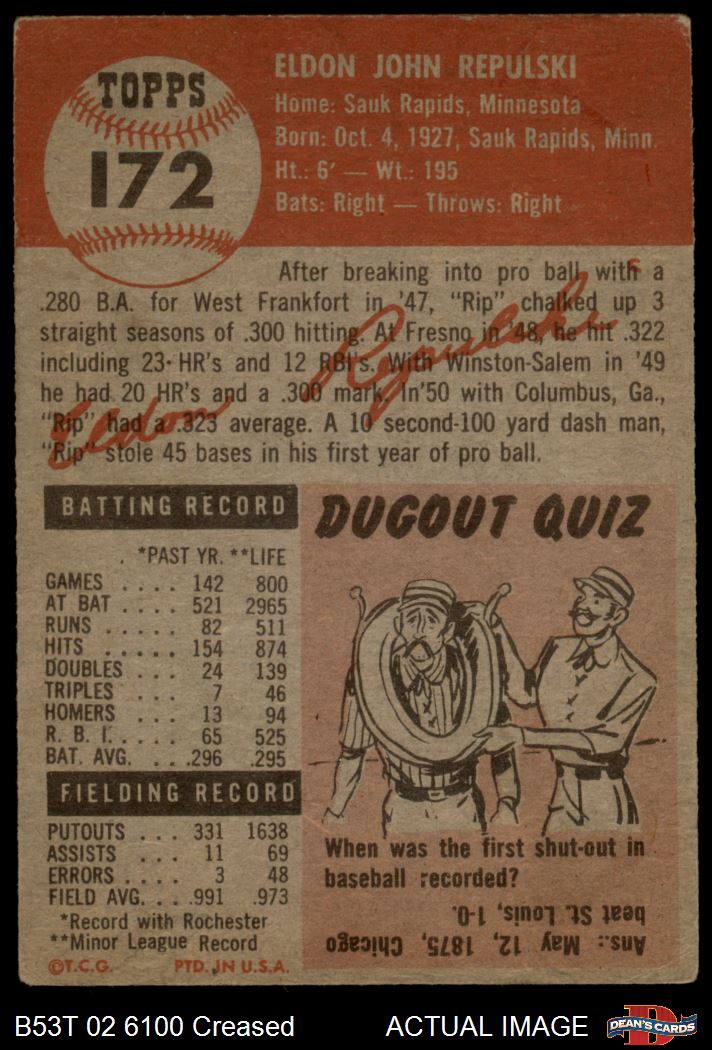 TOPPS
172
ELDON JOHN REPULSKI
Home: Sauk Rapids, Minnesota
Born: Oct. 4, 1927, Sauk Rapids, Minn.
Ht.: 6' — Wt.: 195
Bats: Right — Throws: Right
After breaking into pro ball with a
.280 B.A. for West Frankfort in '47, "Rip" chalked up 3
straight seasons of .300 hitting. At Fresno in '48, he hit .322
including 23 HR's and 12 RBI's. With Winston-Salem in '49
he had 20 HR's and a .300 mark. In '50 with Columbus, Ga.,
"Rip" had a .323 average. A 10 second-100 yard dash man,
"Rip" stole 45 bases in his first year of pro ball.
Eldon Repulski
BATTING RECORD
*PAST YR. **LIFE
GAMES .... 142 800
AT BAT .... 521 2965
RUNS ..... 82 511
HITS ..... 154 874
DOUBLES .... 24 139
TRIPLES .... 7 46
HOMERS .... 13 94
R. B. I. .... 65 525
BAT. AVG. ... .296 .295
FIELDING RECORD
PUTOUTS ... 331 1638
ASSISTS ... 11 69
ERRORS .... 3 48
FIELD AVG. ... .991 .973
*Record with Rochester
**Minor League Record
©T.C.G. PTD. IN U.S.A.
DUGOUT QUIZ
When was the first shut-out in
baseball recorded?
Ans.: May 12, 1875, Chicago
beat St. Louis, 1-0.
B53T 02 6100 Creased ACTUAL IMAGE
D
DEAN'S CARDS